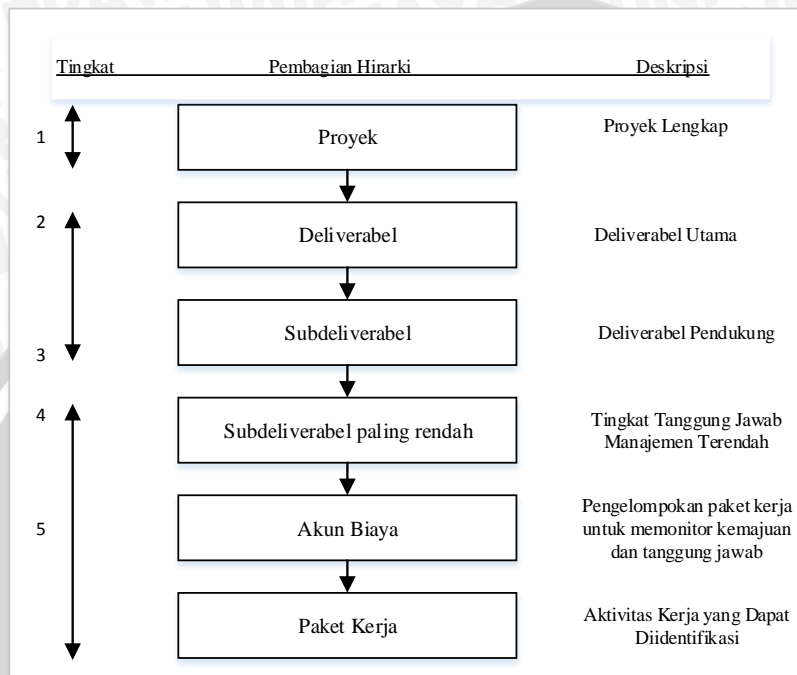 Tingkat Pembagian Hirarki Deskripsi
1 Proyek Proyek Lengkap
2 Deliverabel Deliverabel Utama
3 Subdeliverabel Deliverabel Pendukung
4 Subdeliverabel paling rendah Tingkat Tanggung Jawab
Manajemen Terendah
5 Akun Biaya Pengelompokan paket kerja
untuk memonitor kemajuan
dan tanggung jawab
Paket Kerja Aktivitas Kerja yang Dapat
Diidentifikasi